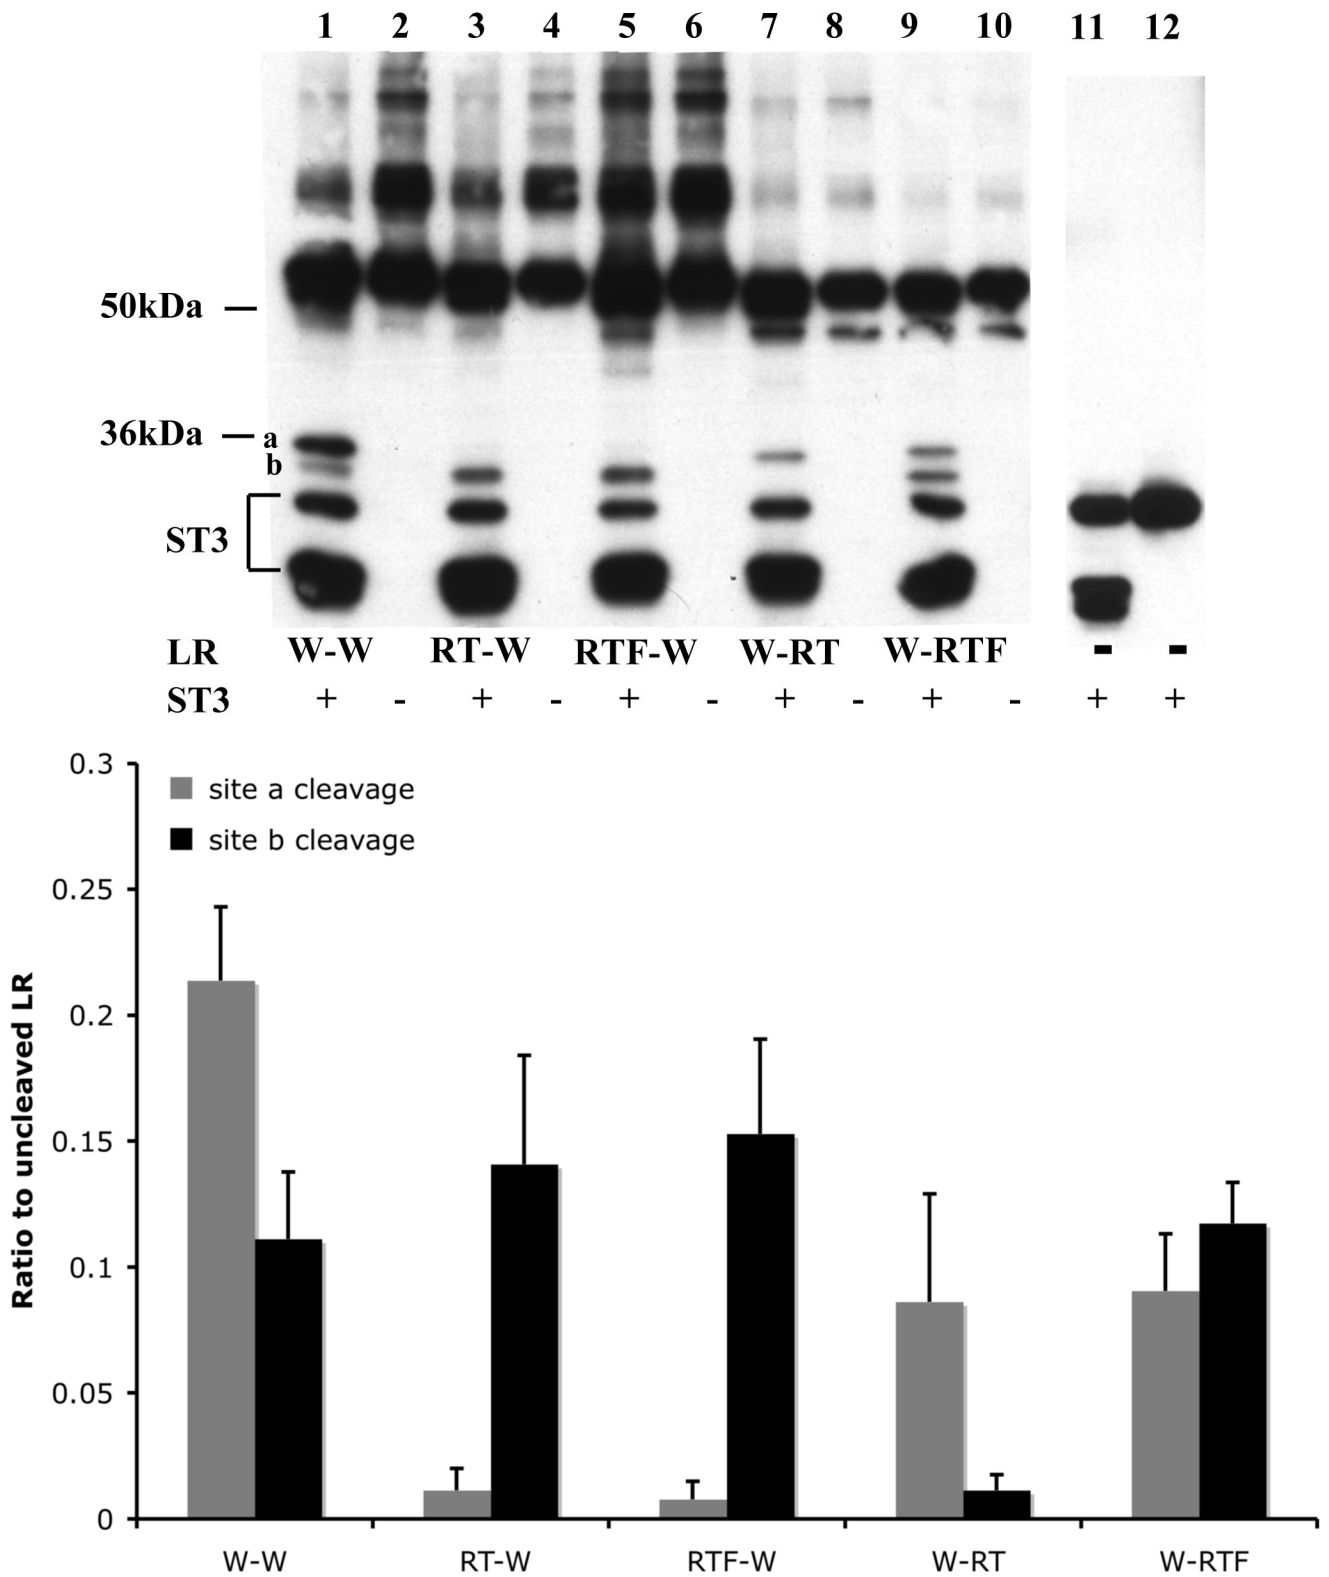 1 2 3 4 5 6 7 8 9 10 11 12
50kDa
36kDa a
b
ST3
LR W-W RT-W RTF-W W-RT W-RTF - -
ST3 + - + - + - + - + - + +
0.3
site a cleavage
site b cleavage
0.25
0.2
0.15
0.1
0.05
0
Ratio to uncleaved LR
W-W RT-W RTF-W W-RT W-RTF